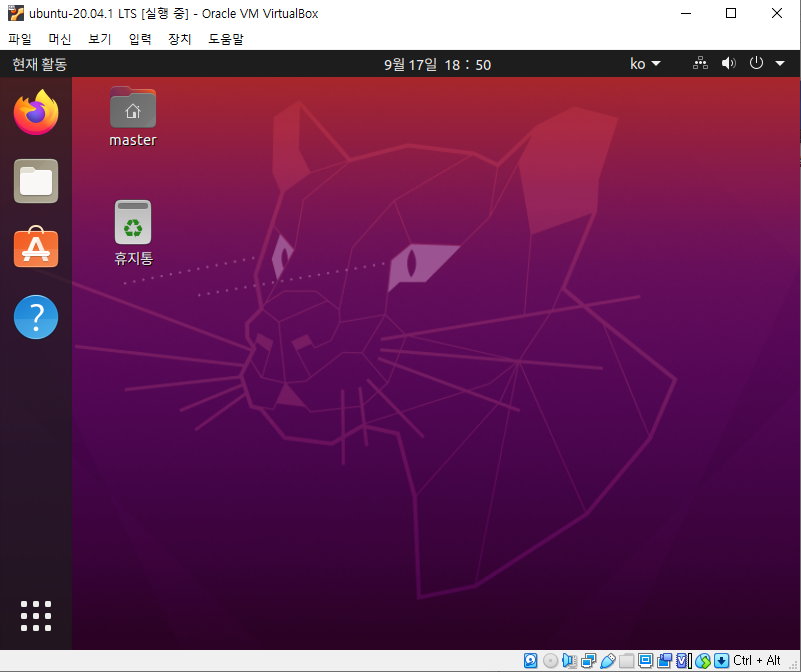 ubuntu-20.04.1 LTS [실행 중] - Oracle VM VirtualBox
파일 머신 보기 입력 장치 도움말
현재 활동 9월 17일 18 : 50 ko
master
휴지통
?
Ctrl + Alt